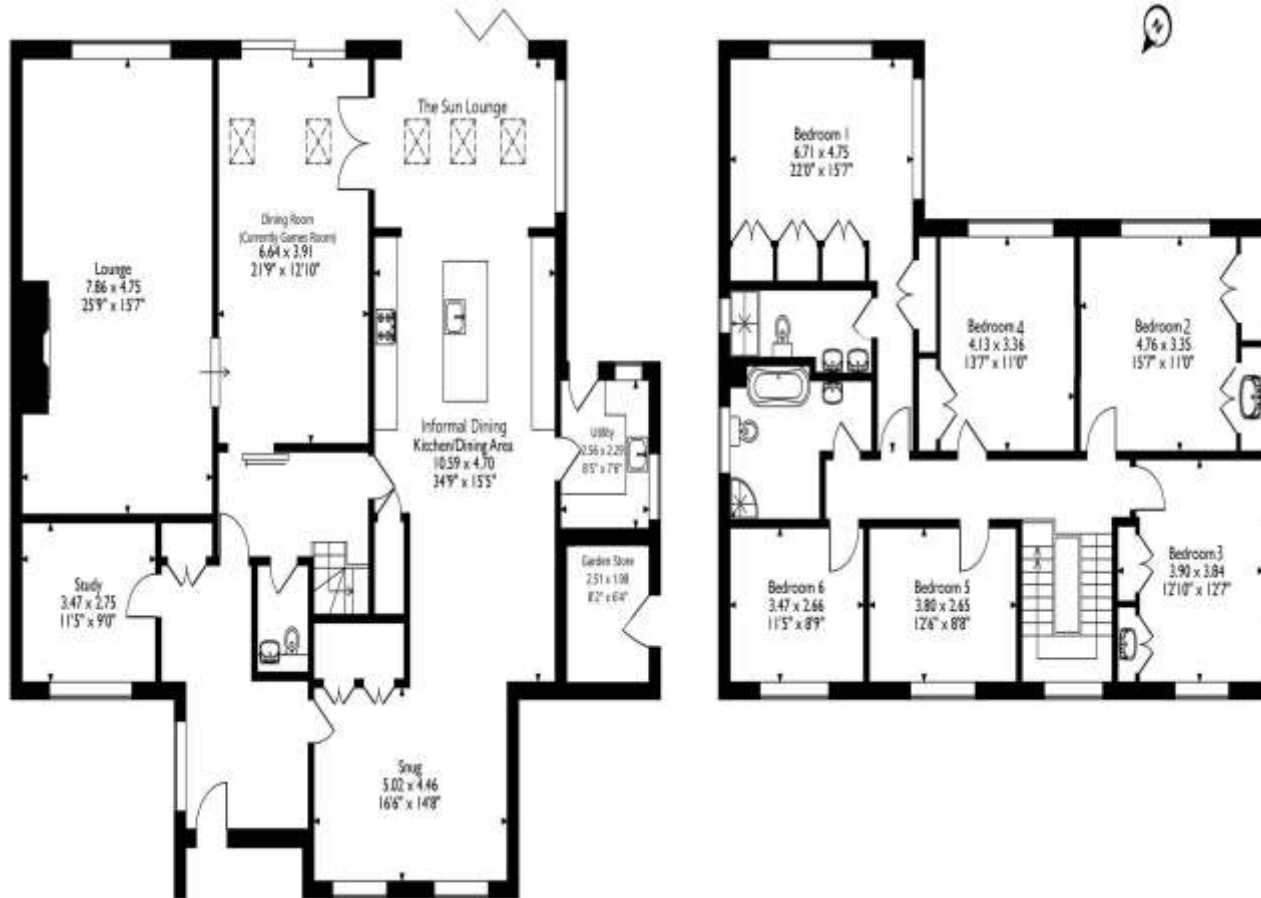 The Sun Lounge
Dining Room
(Currently Games Room)
6.64 x 3.91
21'9" x 12'10"
Lounge
7.86 x 4.75
25'9" x 15'7"
Informal Dining
Kitchen/Dining Area
10.59 x 4.70
34'9" x 15'5"
Utility
2.56 x 2.29
8'5" x 7'6"
Study
3.47 x 2.75
11'5" x 9'0"
Garden Store
2.51 x 1.98
8'2" x 6'4"
Snug
5.02 x 4.46
16'6" x 14'8"
N
Bedroom 1
6.71 x 4.75
22'0" x 15'7"
Bedroom 4
4.13 x 3.36
13'7" x 11'0"
Bedroom 2
4.76 x 3.35
15'7" x 11'0"
Bedroom 3
3.90 x 3.84
12'10" x 12'7"
Bedroom 6
3.47 x 2.66
11'5" x 8'9"
Bedroom 5
3.80 x 2.65
12'6" x 8'8"